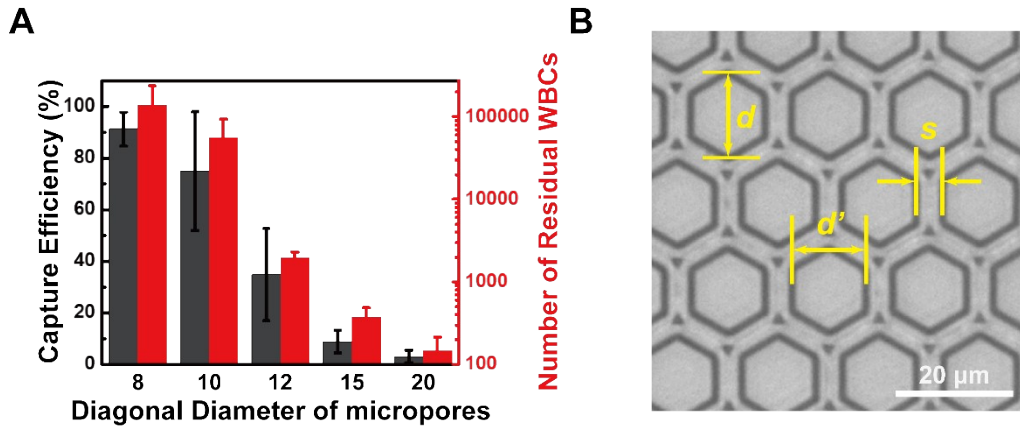 A
B
Capture Efficiency (%)
100
80
60
40
20
0
100000
10000
1000
100
Number of Residual WBCs
8 10 12 15 20
Diagonal Diameter of micropores
d
s
d’
20 μm